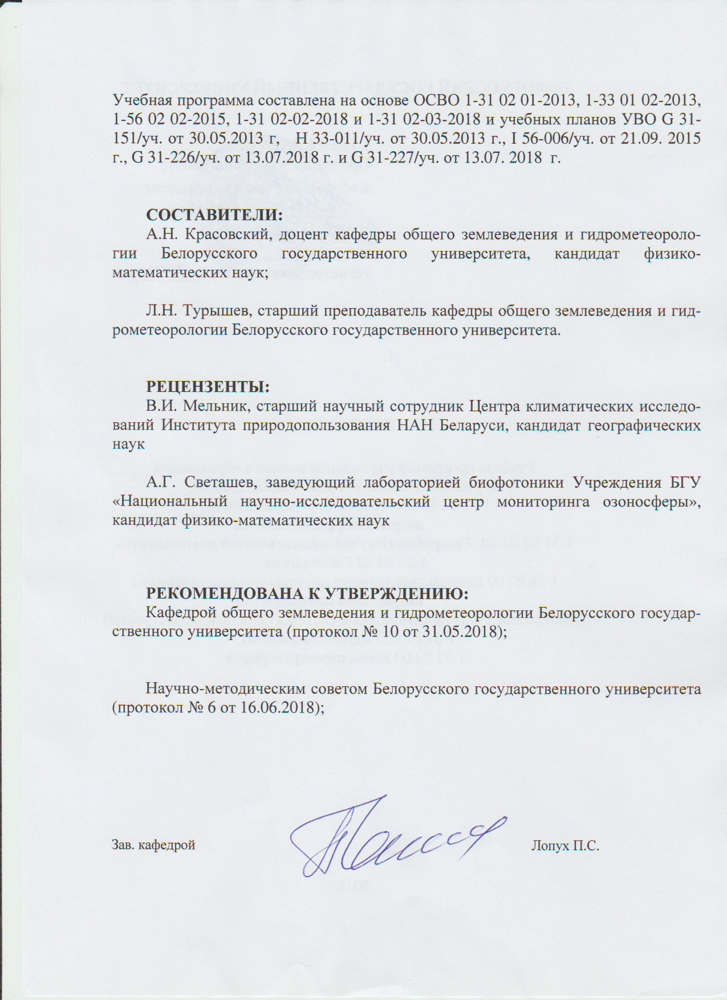 Учебная программа составлена на основе ОСВО 1-31 02 01-2013, 1-33 01 02-2013,
1-56 02 02-2015, 1-31 02-02-2018 и 1-31 02-03-2018 и учебных планов УВО G 31-
151/уч. от 30.05.2013 г, Н 33-011/уч. от 30.05.2013 г., I 56-006/уч. от 21.09. 2015
г., G 31-226/уч. от 13.07.2018 г. и G 31-227/уч. от 13.07. 2018 г.
СОСТАВИТЕЛИ:
А.Н. Красовский, доцент кафедры общего землеведения и гидрометеороло-
гии Белорусского государственного университета, кандидат физико-
математических наук;
Л.Н. Турышев, старший преподаватель кафедры общего землеведения и гид-
рометеорологии Белорусского государственного университета.
РЕЦЕНЗЕНТЫ:
В.И. Мельник, старший научный сотрудник Центра климатических исследо-
ваний Института природопользования НАН Беларуси, кандидат географических
наук
А.Г. Светашев, заведующий лабораторией биофотоники Учреждения БГУ
«Национальный научно-исследовательский центр мониторинга озоносферы»,
кандидат физико-математических наук
РЕКОМЕНДОВАНА К УТВЕРЖДЕНИЮ:
Кафедрой общего землеведения и гидрометеорологии Белорусского государ-
ственного университета (протокол № 10 от 31.05.2018);
Научно-методическим советом Белорусского государственного университета
(протокол № 6 от 16.06.2018);
Зав. кафедрой Лопух П.С.